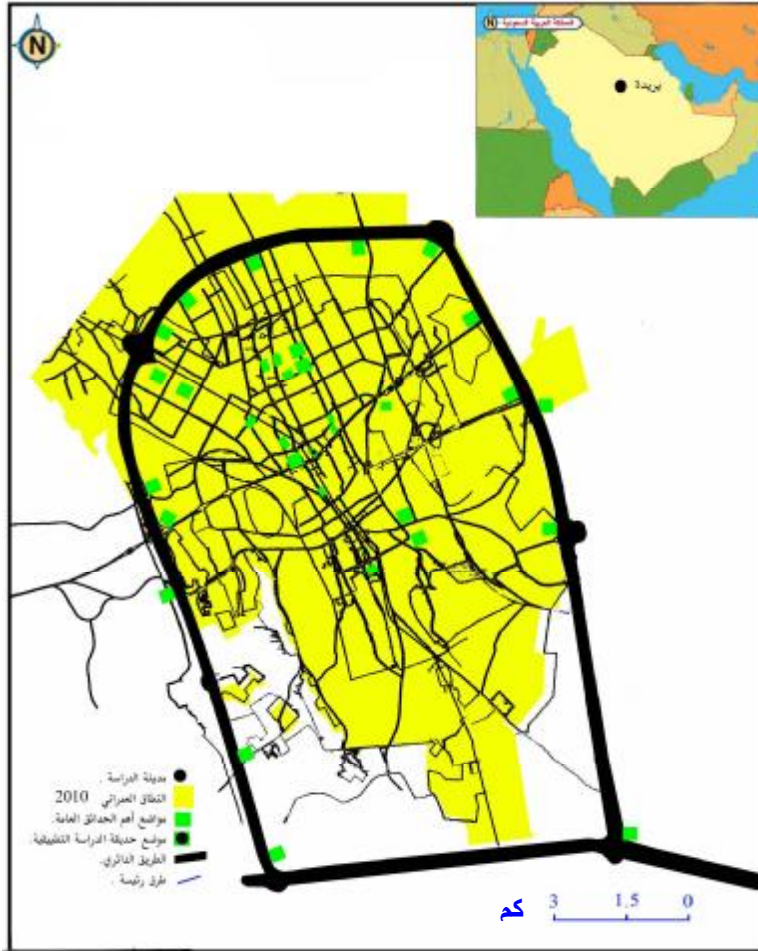 N
N المملكة العربية السعودية
بريدة
مدينة الدراسة .
النطاق العمراني 2010
مواضع أهم الحدائق العامة.
موضع حديقة الدراسة التطبيقية.
الطريق الدائري.
طرق رئيسة .
كم 3 1.5 0